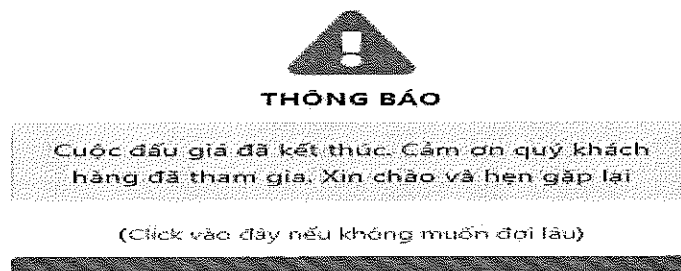 THÔNG BÁO
Cuộc đấu giá đã kết thúc. Cảm ơn quý khách
hàng đã tham gia. Xin chào và hẹn gặp lại
(Click vào đây nếu không muốn đợi lâu)